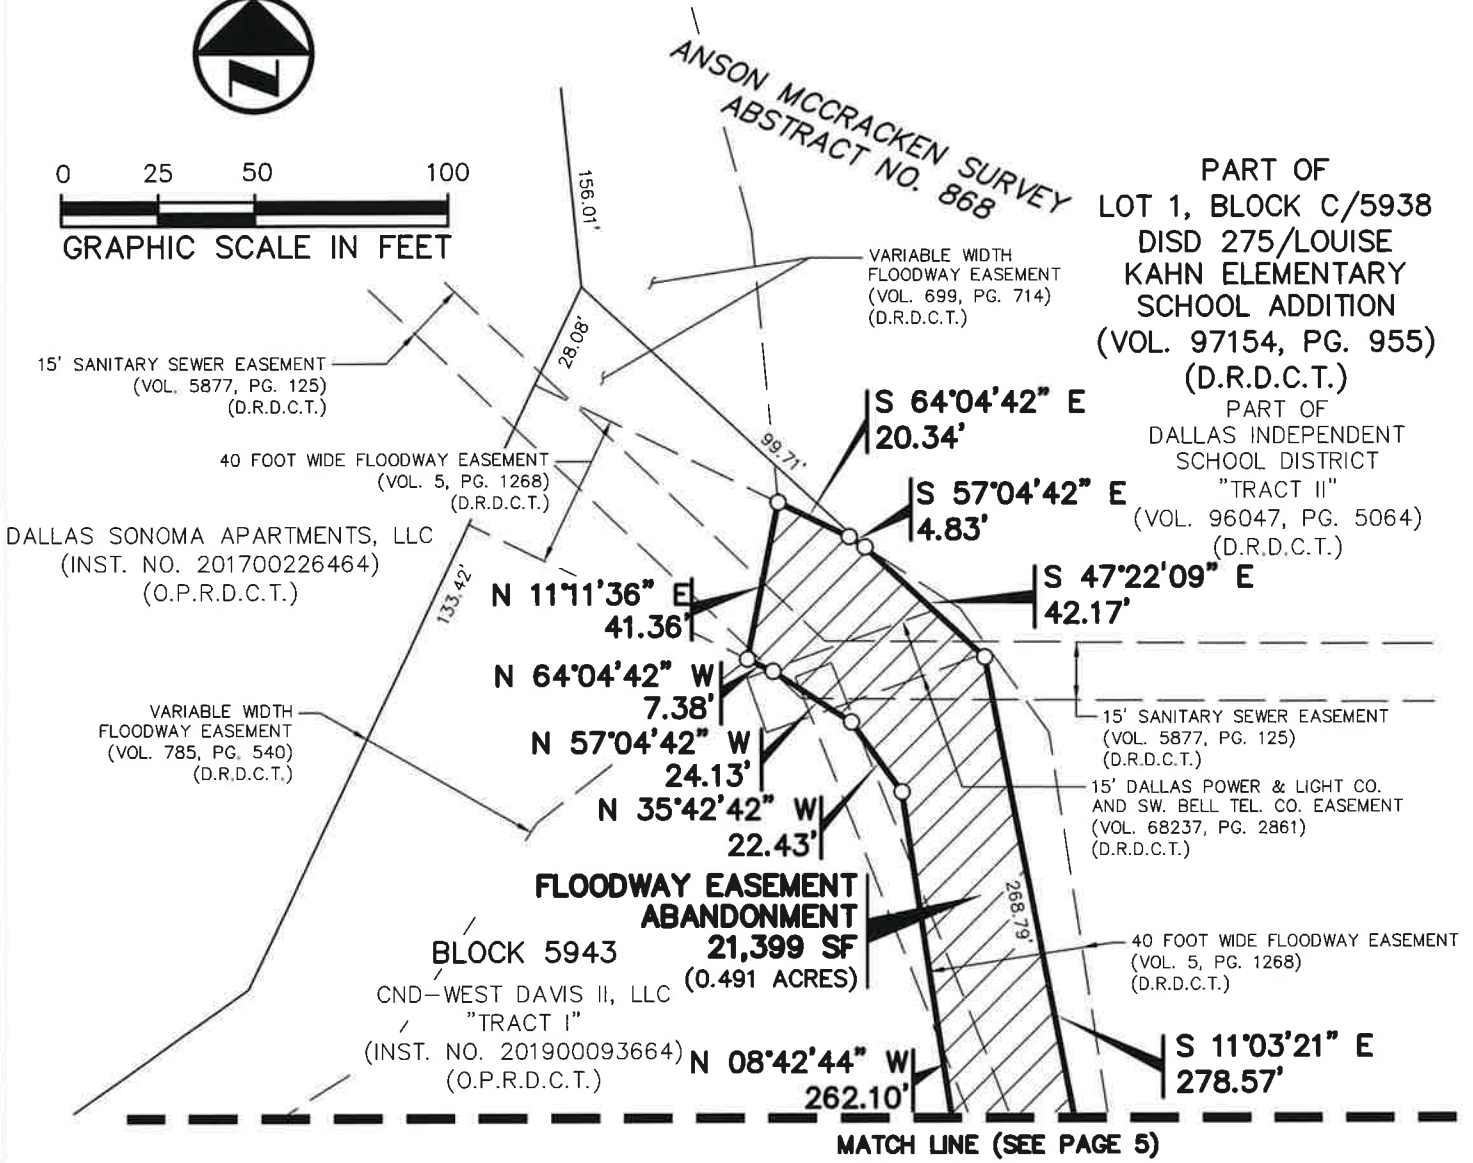 N
0 25 50 100
GRAPHIC SCALE IN FEET
ANSON MCCRACKEN SURVEY
ABSTRACT NO. 868
PART OF
LOT 1, BLOCK C/5938
DISD 275/LOUISE
KAHN ELEMENTARY
SCHOOL ADDITION
(VOL. 97154, PG. 955)
(D.R.D.C.T.)
PART OF
DALLAS INDEPENDENT
SCHOOL DISTRICT
"TRACT II"
(VOL. 96047, PG. 5064)
(D.R.D.C.T.)
156.01'
VARIABLE WIDTH
FLOODWAY EASEMENT
(VOL. 699, PG. 714)
(D.R.D.C.T.)
28.08'
15' SANITARY SEWER EASEMENT
(VOL. 5877, PG. 125)
(D.R.D.C.T.)
99.71'
S 64°04'42" E
20.34'
40 FOOT WIDE FLOODWAY EASEMENT
(VOL. 5, PG. 1268)
(D.R.D.C.T.)
S 57°04'42" E
4.83'
DALLAS SONOMA APARTMENTS, LLC
(INST. NO. 201700226464)
(O.P.R.D.C.T.)
133.42'
N 11°11'36" E
41.36'
S 47°22'09" E
42.17'
N 64°04'42" W
7.38'
VARIABLE WIDTH
FLOODWAY EASEMENT
(VOL. 785, PG. 540)
(D.R.D.C.T.)
N 57°04'42" W
24.13'
15' SANITARY SEWER EASEMENT
(VOL. 5877, PG. 125)
(D.R.D.C.T.)
N 35°42'42" W
22.43'
15' DALLAS POWER & LIGHT CO.
AND SW. BELL TEL. CO. EASEMENT
(VOL. 68237, PG. 2861)
(D.R.D.C.T.)
FLOODWAY EASEMENT
ABANDONMENT
21,399 SF
(0.491 ACRES)
268.79'
BLOCK 5943
CND-WEST DAVIS II, LLC
"TRACT I"
(INST. NO. 201900093664)
(O.P.R.D.C.T.)
40 FOOT WIDE FLOODWAY EASEMENT
(VOL. 5, PG. 1268)
(D.R.D.C.T.)
N 08°42'44" W
262.10'
S 11°03'21" E
278.57'
MATCH LINE (SEE PAGE 5)